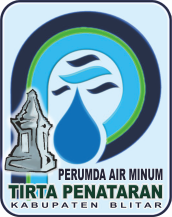 PERUMDA AIR MINUM
TIRTA PENATARAN
KABUPATEN BLITAR